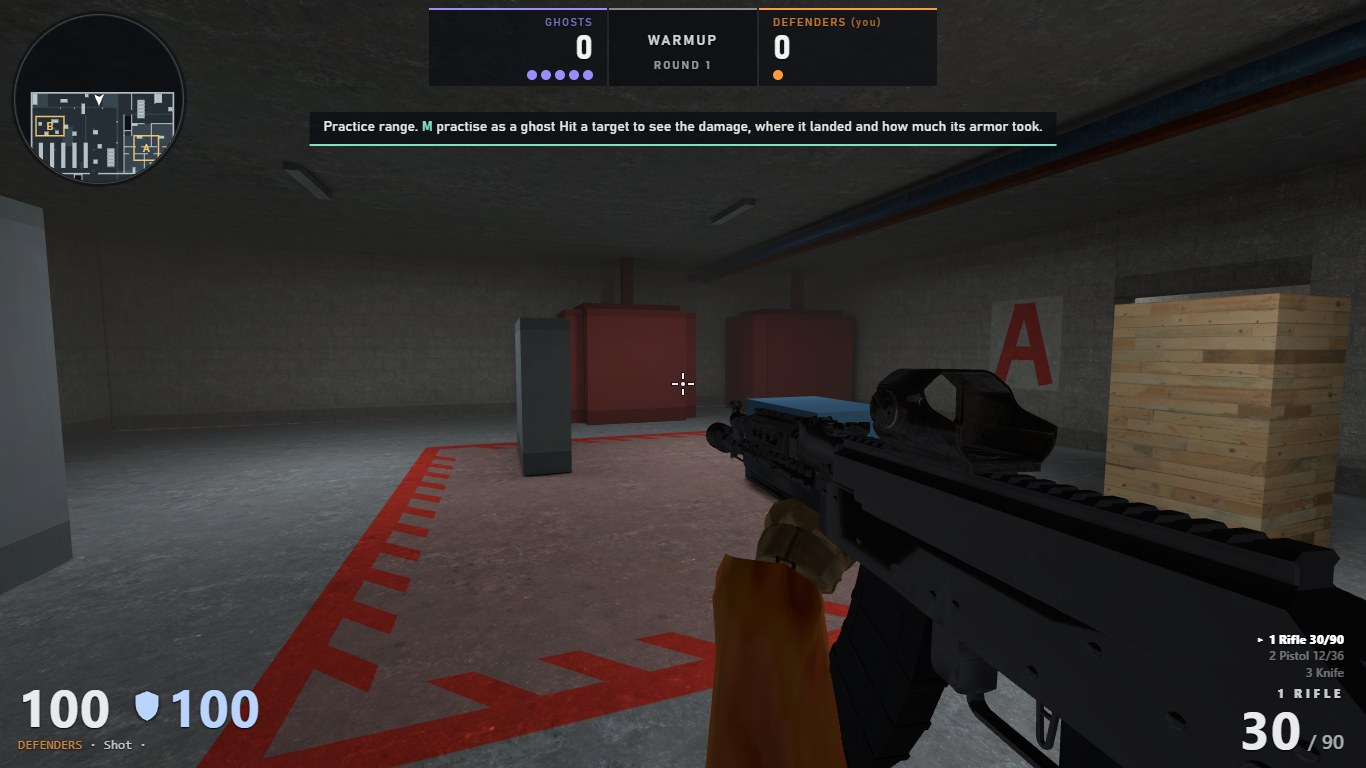 GHOSTS
0
WARMUP
ROUND 1
DEFENDERS (you)
0
Practice range. M practise as a ghost Hit a target to see the damage, where it landed and how much its armor took.
B
A
A
▸ 1 Rifle 30/90
2 Pistol 12/36
3 Knife
1 RIFLE
30 / 90
100 100
DEFENDERS · Shot ·